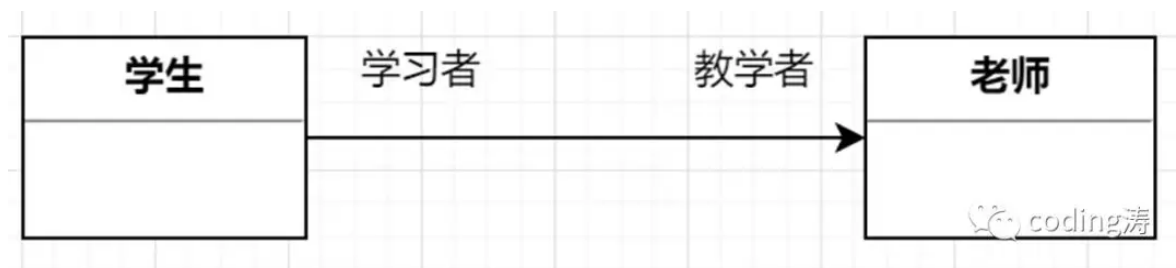 学生
学习者
教学者
老师
coding涛